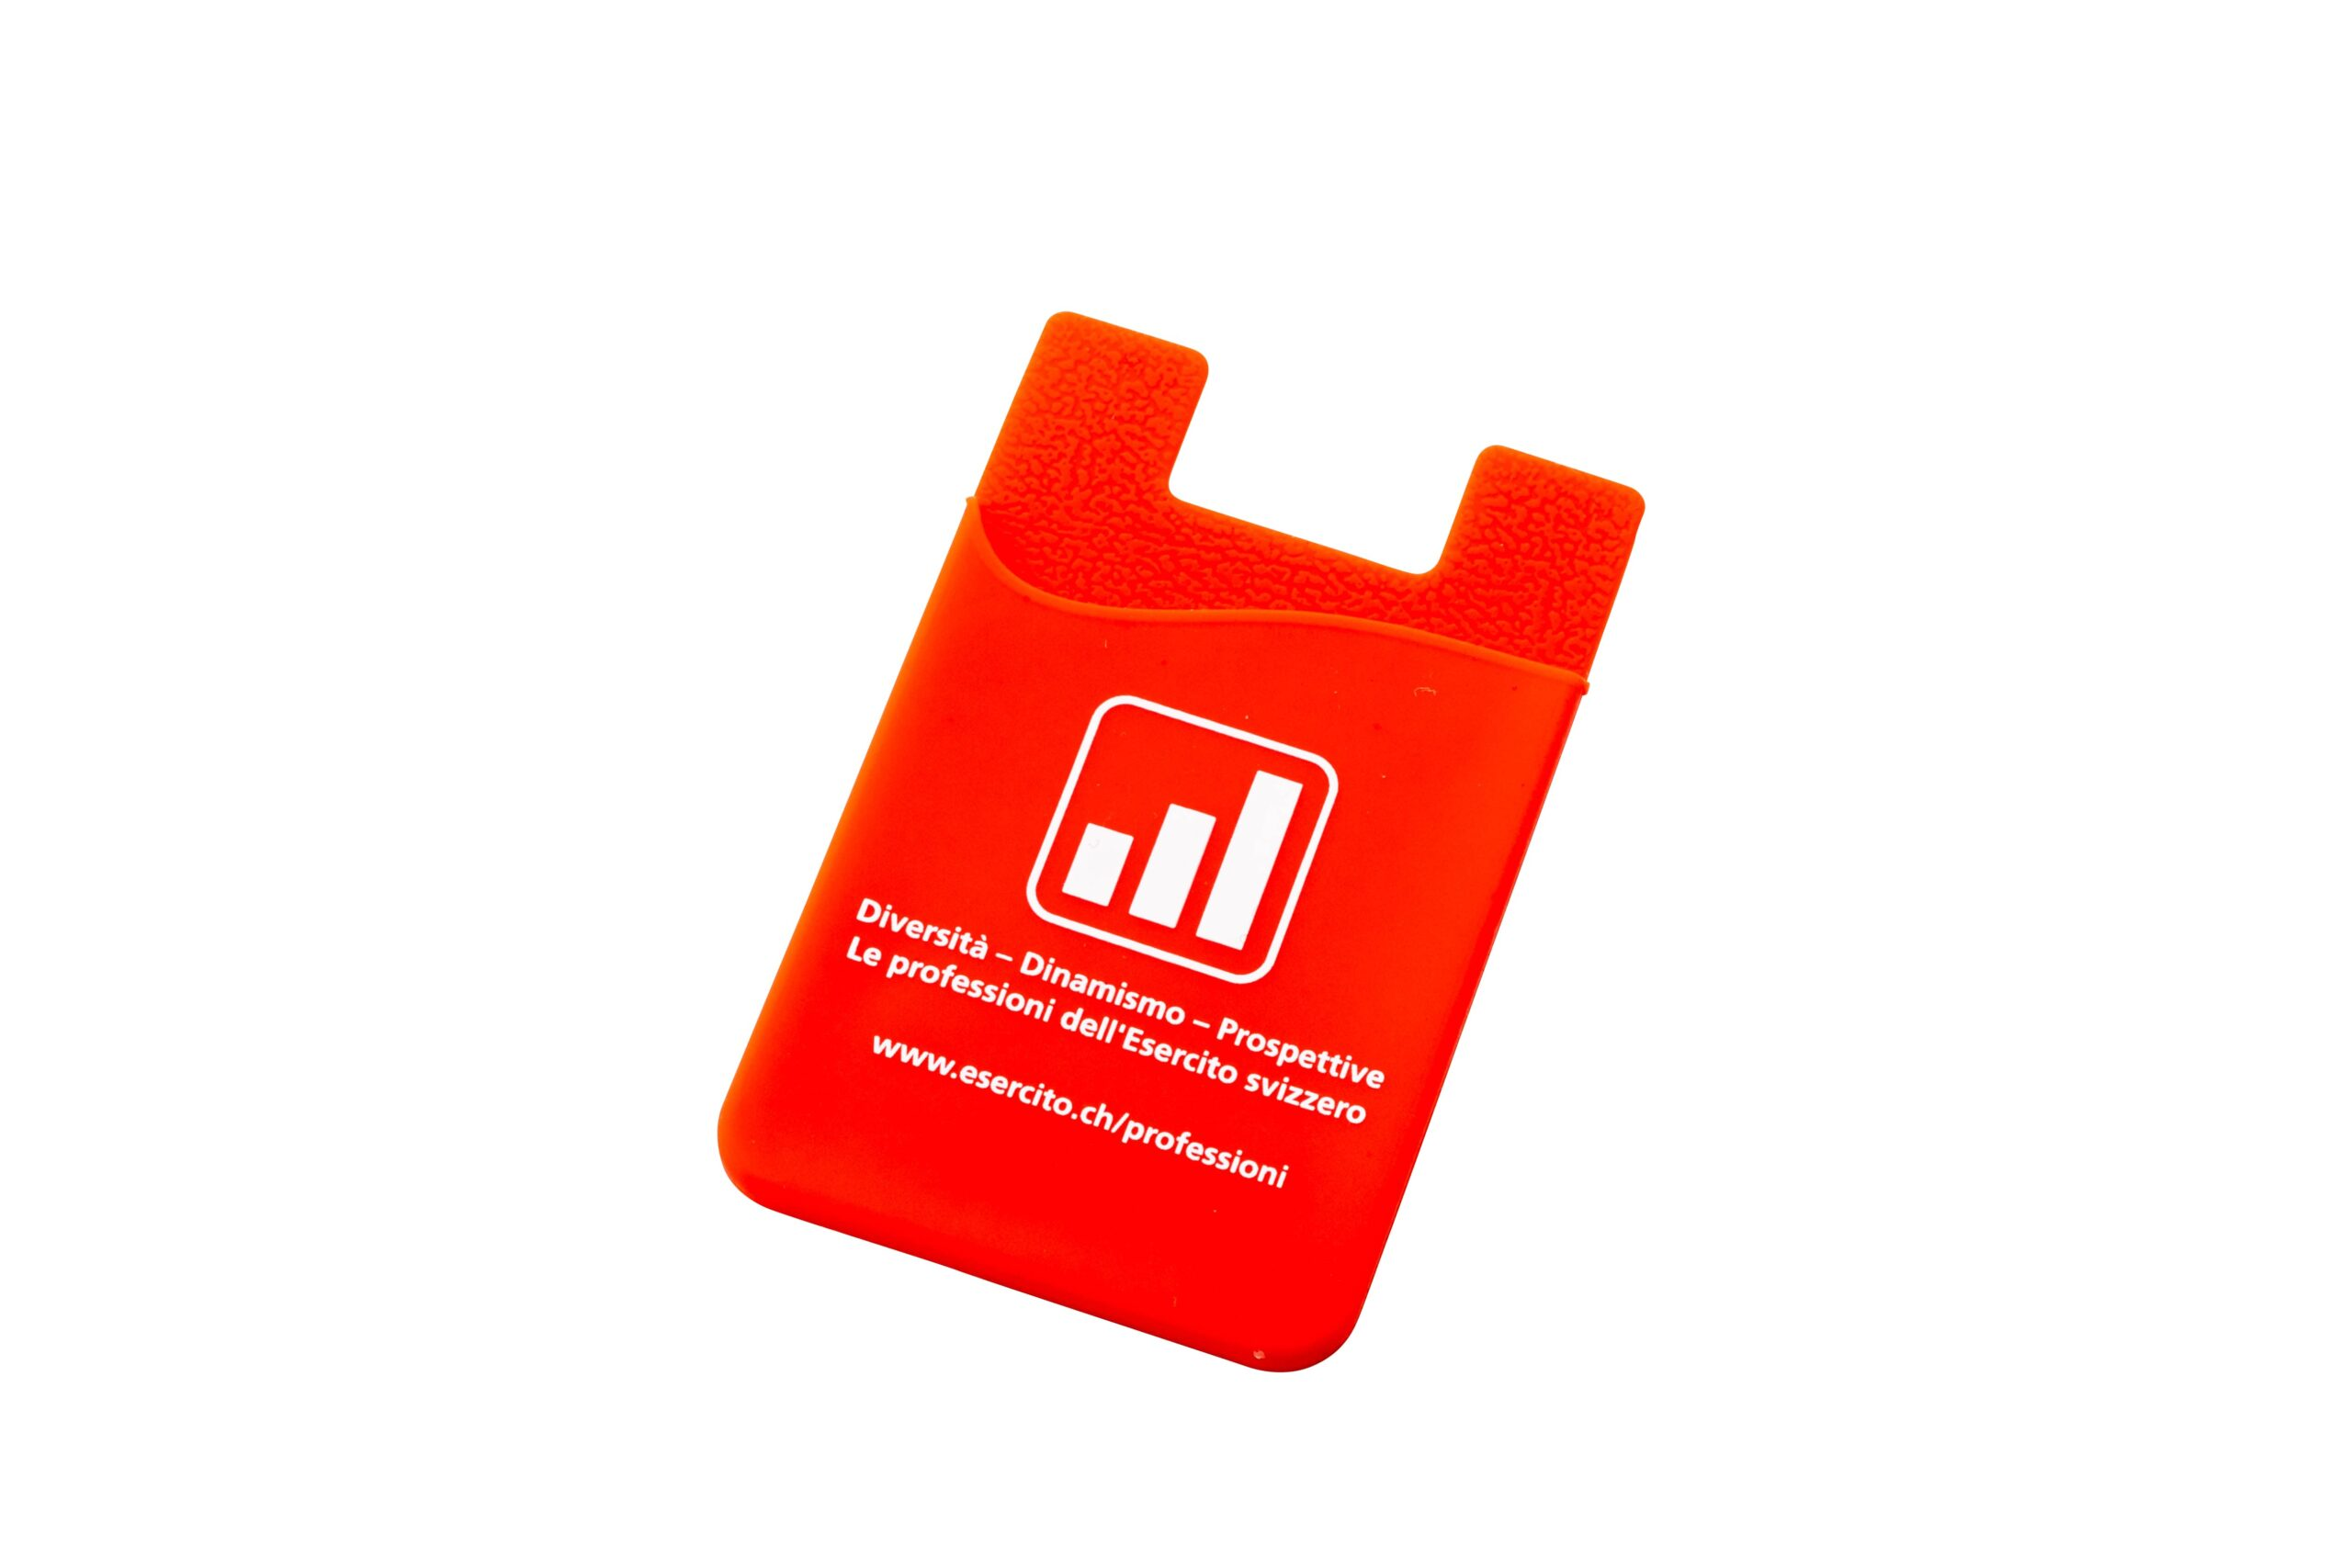 Diversità – Dinamismo – Prospettive
Le professioni dell'Esercito svizzero
www.esercito.ch/professioni